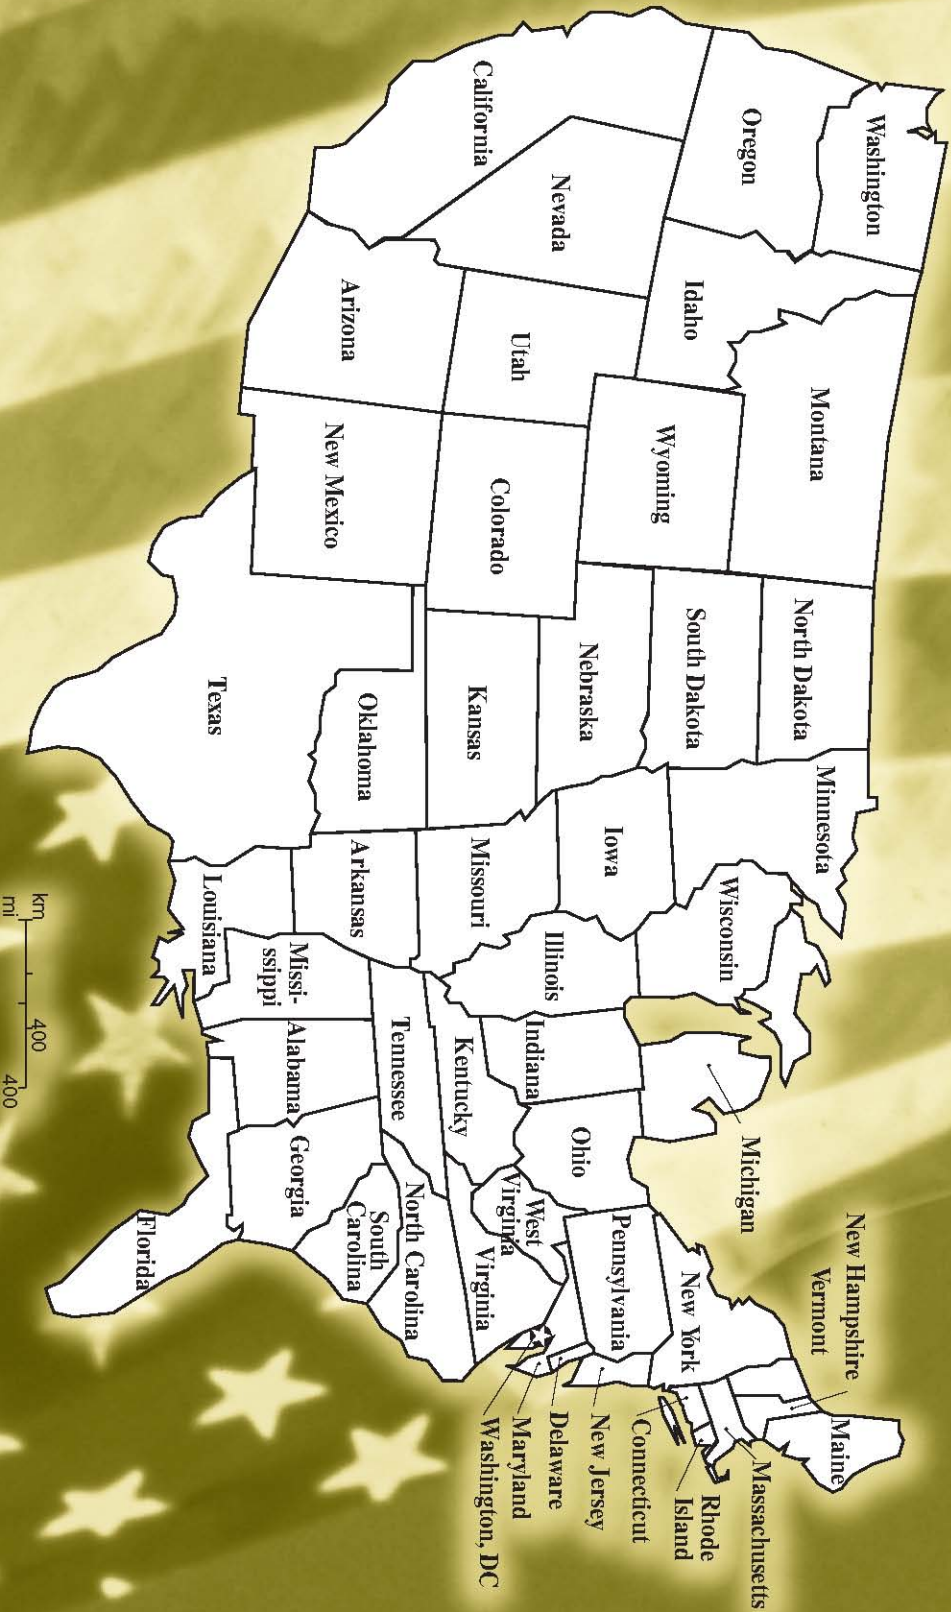 Washington
Oregon
California
Nevada
Idaho
Montana
Wyoming
Utah
Arizona
Colorado
New Mexico
North Dakota
South Dakota
Nebraska
Kansas
Oklahoma
Texas
Minnesota
Iowa
Missouri
Arkansas
Louisiana
Wisconsin
Illinois
Missi-
ssippi
Michigan
Indiana
Kentucky
Tennessee
Alabama
Ohio
Georgia
Florida
West
Virginia
Virginia
North Carolina
South
Carolina
Pennsylvania
New York
New Hampshire
Vermont
Maine
Massachusetts
Rhode
Island
Connecticut
New Jersey
Delaware
Maryland
Washington, DC
km 400
mi 400